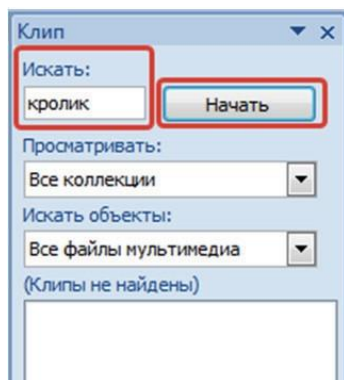 Клип
Искать:
кролик
Начать
Просматривать:
Все коллекции
Искать объекты:
Все файлы мультимедиа
(Клипы не найдены)